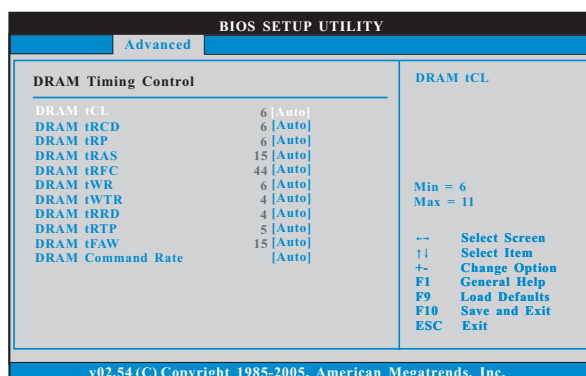 BIOS SETUP UTILITY
Advanced
DRAM Timing Control
DRAM tCL 6 [Auto]
DRAM tRCD 6 [Auto]
DRAM tRP 6 [Auto]
DRAM tRAS 15 [Auto]
DRAM tRFC 44 [Auto]
DRAM tWR 6 [Auto]
DRAM tWTR 4 [Auto]
DRAM tRRD 4 [Auto]
DRAM tRTP 5 [Auto]
DRAM tFAW 15 [Auto]
DRAM Command Rate [Auto]
DRAM tCL
Min = 6
Max = 11
←→ Select Screen
↑↓ Select Item
+- Change Option
F1 General Help
F9 Load Defaults
F10 Save and Exit
ESC Exit
v02.54 (C) Copyright 1985-2005, American Megatrends, Inc.